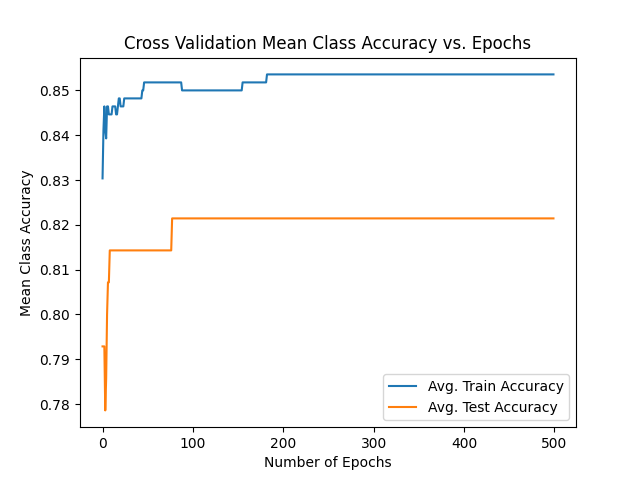 Cross Validation Mean Class Accuracy vs. Epochs
0.85
0.84
0.83
0.82
0.81
0.80
0.79
0.78
Mean Class Accuracy
Avg. Train Accuracy
Avg. Test Accuracy
0 100 200 300 400 500
Number of Epochs